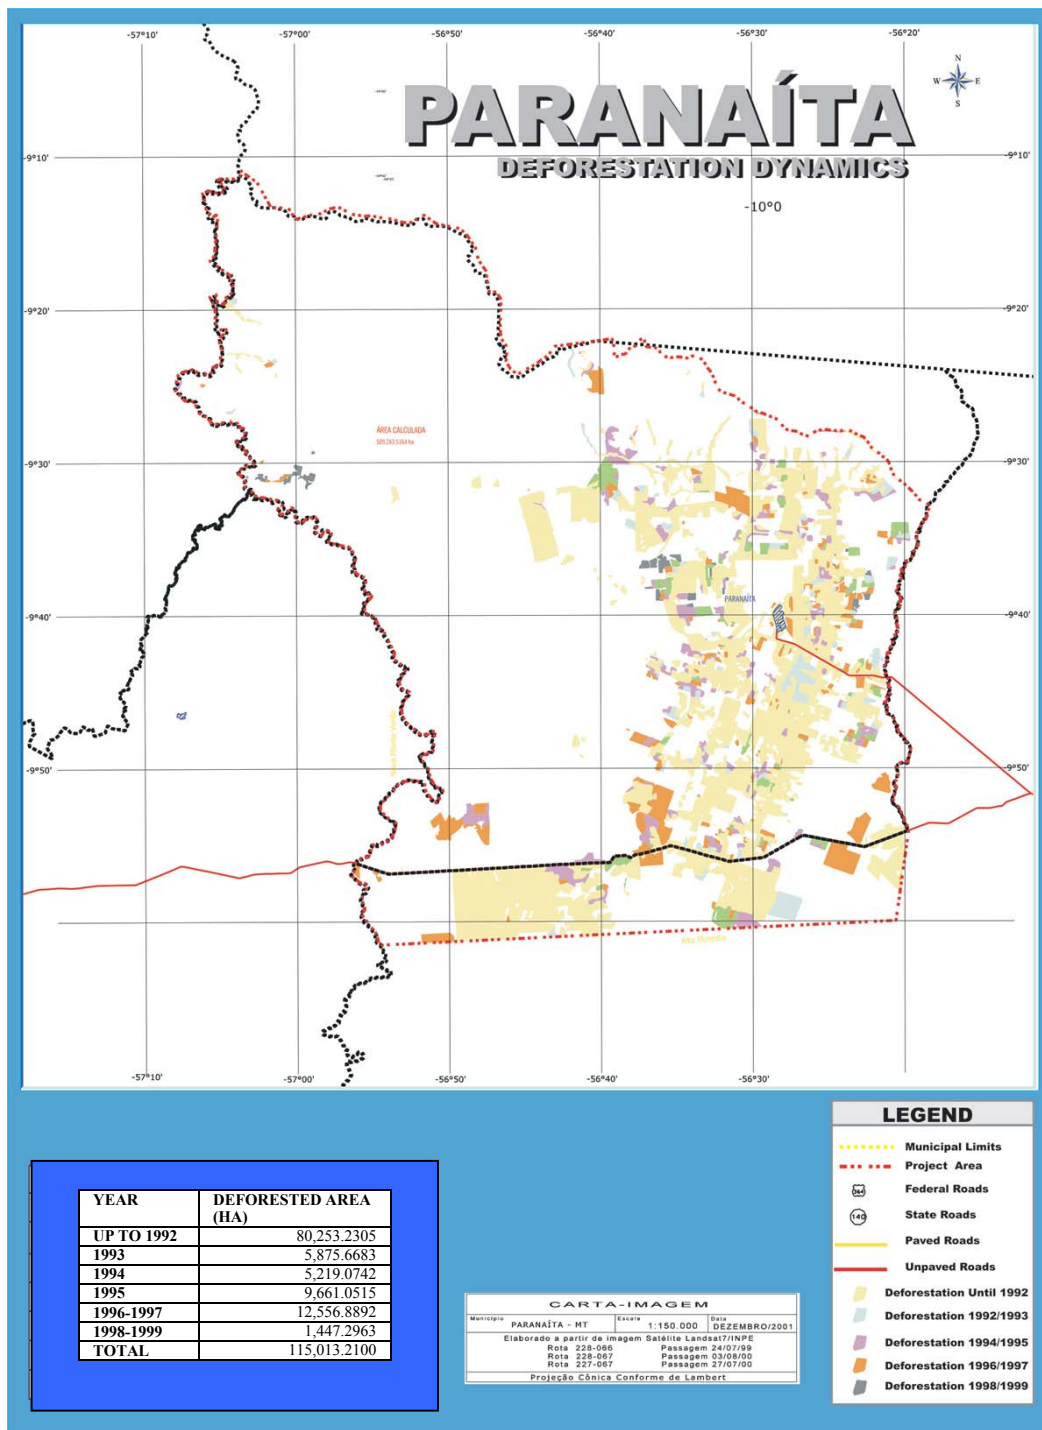 -57°10' -57°00' -56°50' -56°40' -56°30' -56°20'
N
W E
S
PARANAÍTA
DEFORESTATION DYNAMICS
-9°10' -9°10'
-10°0
-9°20' -9°20'
ÁREA CALCULADA
-9°30' -9°30'
PARANAÍTA
-9°40' -9°40'
-9°50' -9°50'
Alta Floresta
-57°10' -57°00' -56°50' -56°40' -56°30'
LEGEND
Municipal Limits
Project Area
364 Federal Roads
140 State Roads
Paved Roads
Unpaved Roads
Deforestation Until 1992
Deforestation 1992/1993
Deforestation 1994/1995
Deforestation 1996/1997
Deforestation 1998/1999
YEAR DEFORESTED AREA
(HA)
UP TO 1992 80,253.2305
1993 5,875.6683
1994 5,219.0742
1995 9,661.0515
1996-1997 12,556.8892
1998-1999 1,447.2963
TOTAL 115,013.2100
CARTA-IMAGEM
Município Escala Data
PARANAÍTA - MT 1:150.000 DEZEMBRO/2001
Elaborado a partir de imagem Satélite Landsat7/INPE
Rota 228-066 Passagem 24/07/99
Rota 228-067 Passagem 03/08/00
Rota 227-067 Passagem 27/07/00
Projeção Cônica Conforme de Lambert